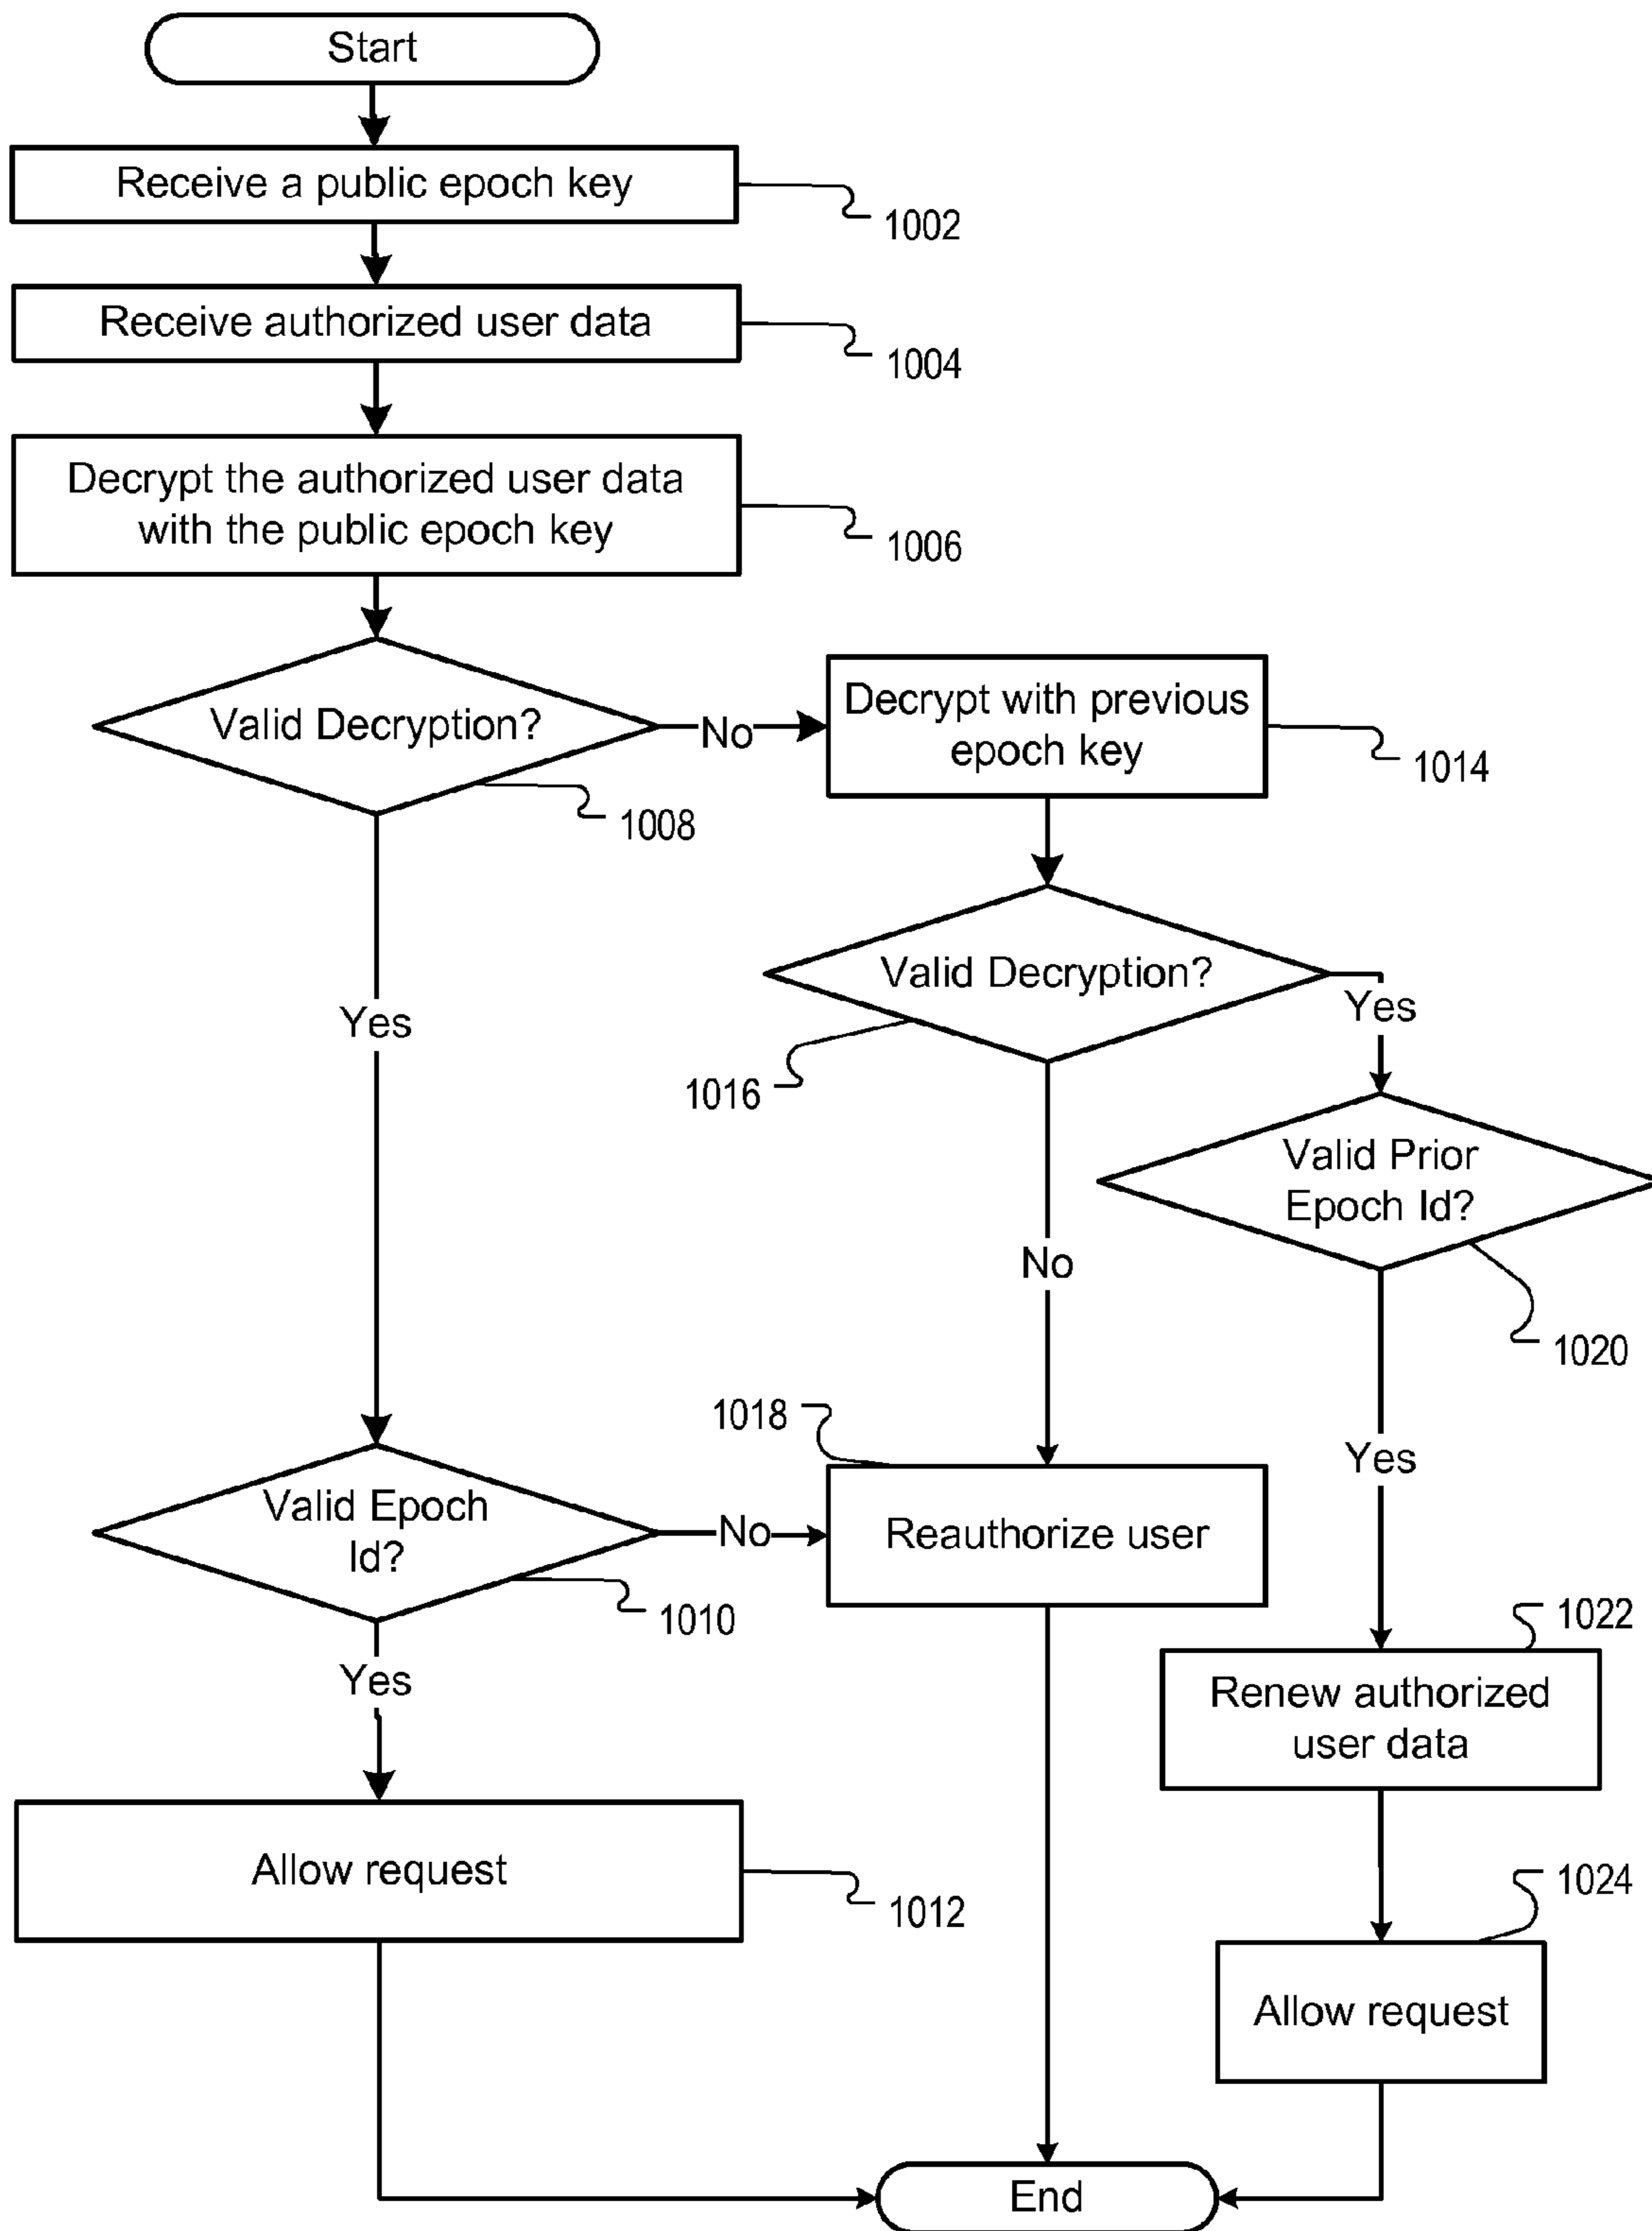 Start
Receive a public epoch key
1002
Receive authorized user data
1004
Decrypt the authorized user data
with the public epoch key
1006
Valid Decryption?
1008
No
Decrypt with previous
epoch key
1014
Valid Decryption?
1016
Yes
Yes
Valid Prior
Epoch Id?
1020
No
Yes
1018
Valid Epoch
Id?
1010
No
Reauthorize user
Yes
1022
Renew authorized
user data
Allow request
1012
1024
Allow request
End